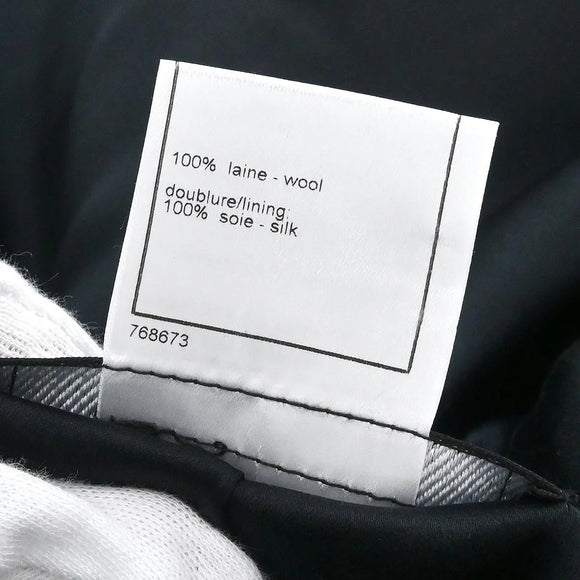 100% laine - wool
doublure/lining:
100% soie - silk
768673